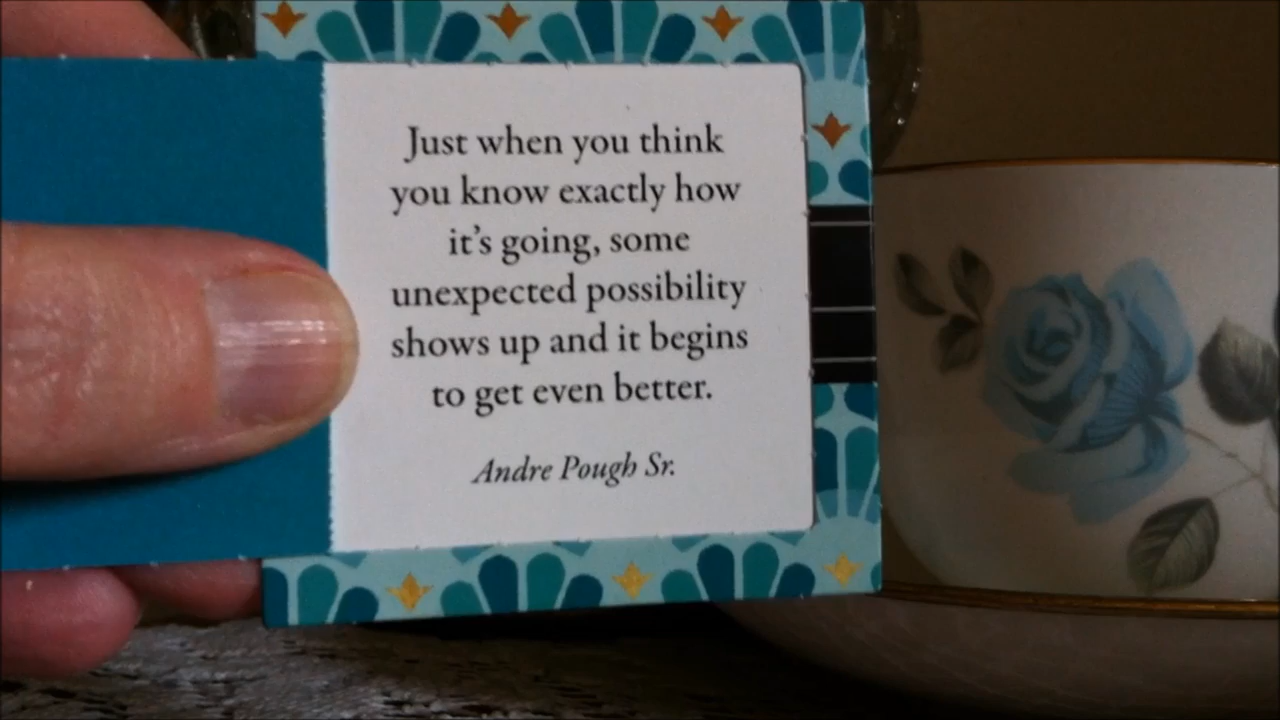 Just when you think
you know exactly how
it's going, some
unexpected possibility
shows up and it begins
to get even better.
Andre Pough Sr.